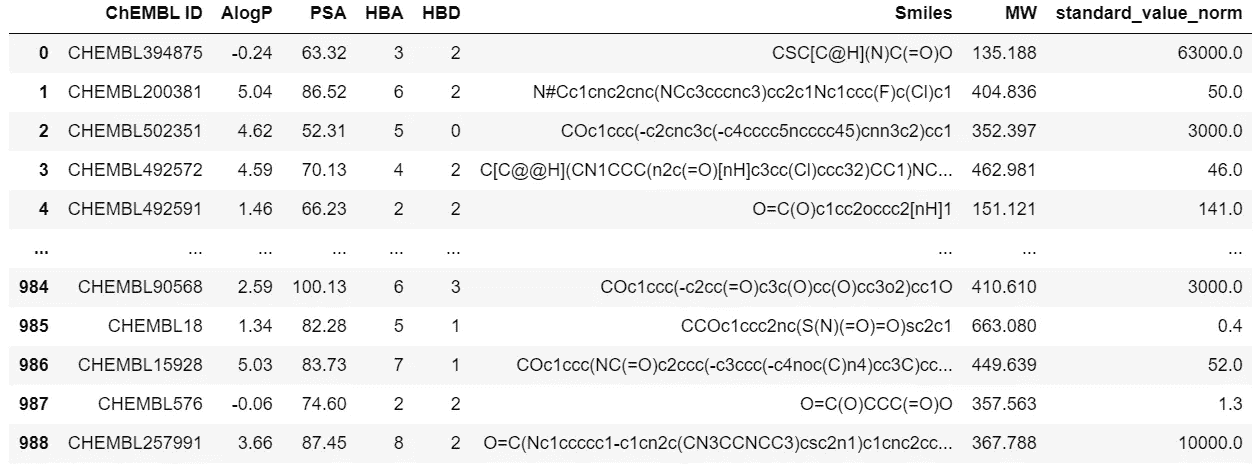 ChEMBL ID AlogP PSA HBA HBD Smiles MW standard_value_norm
0 CHEMBL394875 -0.24 63.32 3 2 CSC[C@H](N)C(=O)O 135.188 63000.0
1 CHEMBL200381 5.04 86.52 6 2 N#Cc1cnc2cnc(NCc3cccnc3)cc2c1Nc1ccc(F)c(Cl)c1 404.836 50.0
2 CHEMBL502351 4.62 52.31 5 0 COc1ccc(-c2cnc3c(-c4cccc5ncccc45)cnn3c2)cc1 352.397 3000.0
3 CHEMBL492572 4.59 70.13 4 2 C[C@@H](CN1CCC(n2c(=O)[nH]c3cc(Cl)ccc32)CC1)NC... 462.981 46.0
4 CHEMBL492591 1.46 66.23 2 2 O=C(O)c1cc2occc2[nH]1 151.121 141.0
... ... ... ... ... ... ... ... ...
984 CHEMBL90568 2.59 100.13 6 3 COc1ccc(-c2cc(=O)c3c(O)cc(O)cc3o2)cc1O 410.610 3000.0
985 CHEMBL18 1.34 82.28 5 1 CCOc1ccc2nc(S(N)(=O)=O)sc2c1 663.080 0.4
986 CHEMBL15928 5.03 83.73 7 1 COc1ccc(NC(=O)c2ccc(-c3ccc(-c4noc(C)n4)cc3C)cc... 449.639 52.0
987 CHEMBL576 -0.06 74.60 2 2 O=C(O)CCC(=O)O 357.563 1.3
988 CHEMBL257991 3.66 87.45 8 2 O=C(Nc1ccccc1-c1cn2c(CN3CCNCC3)csc2n1)c1cnc2cc... 367.788 10000.0